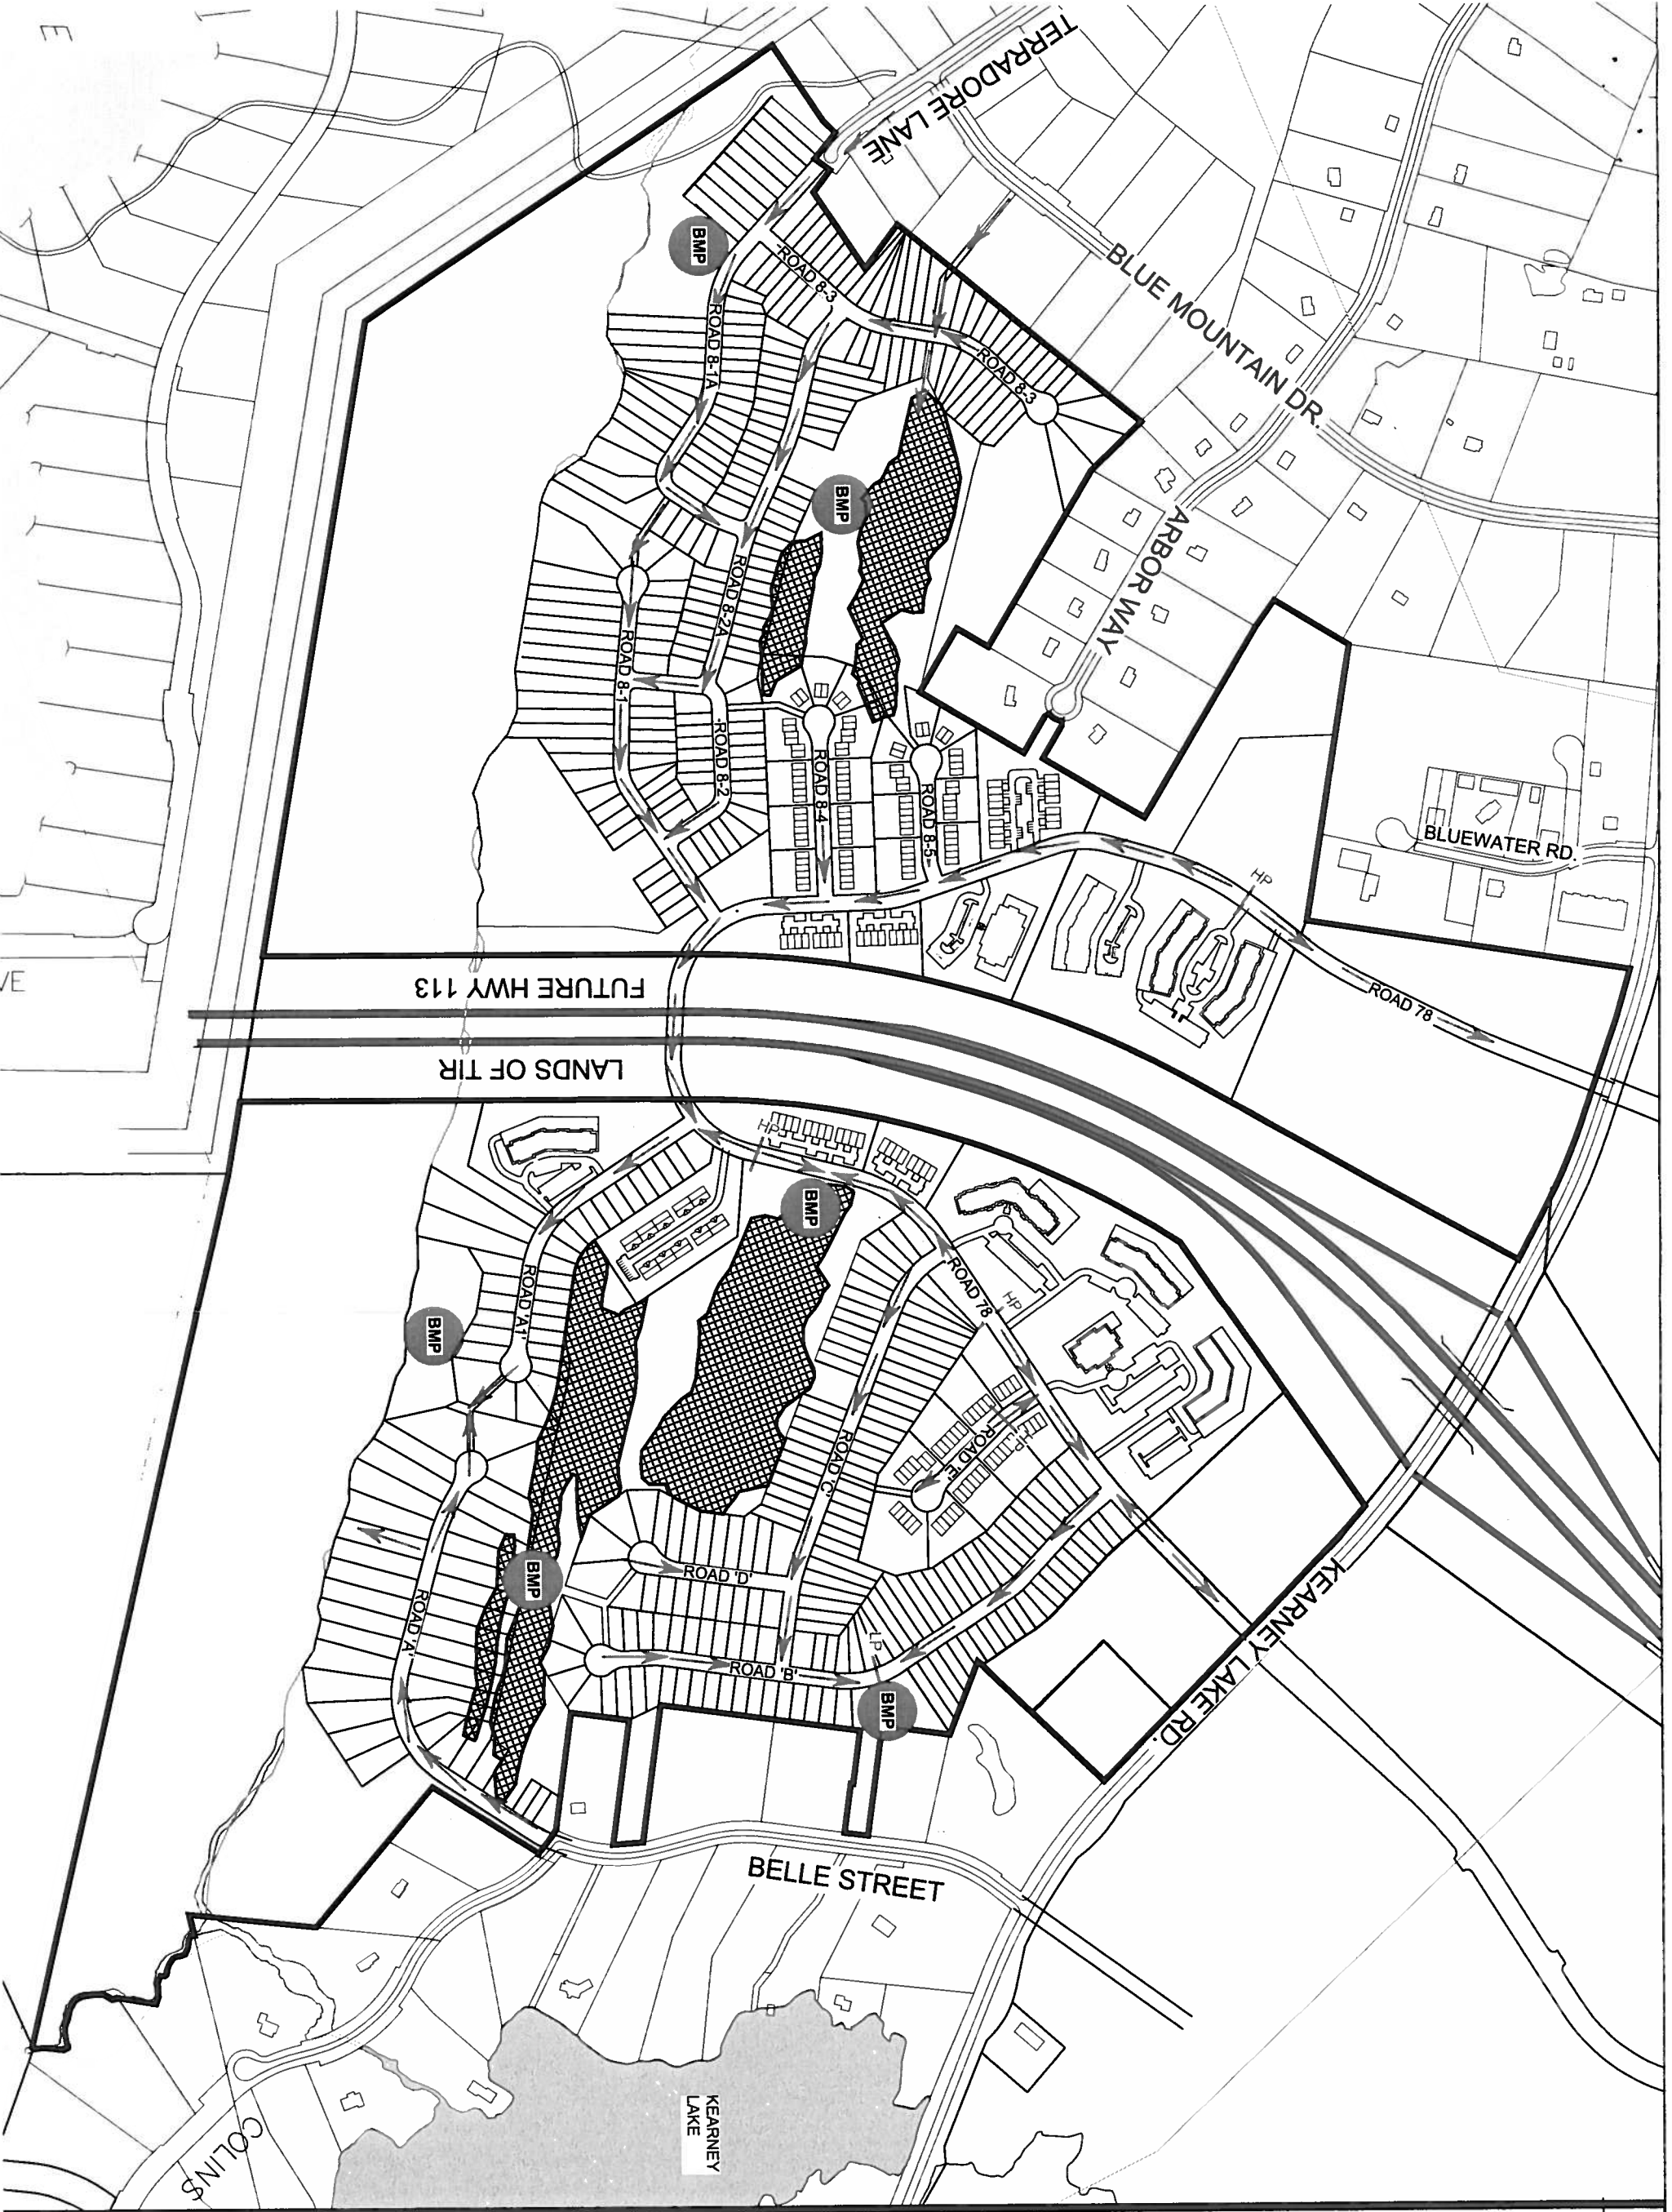 TERRADORE LANE
BLUE MOUNTAIN DR.
ARBOR WAY
BLUEWATER RD.
BMP
ROAD 8-3
ROAD 8-3
ROAD 8-1A
BMP
ROAD 8-2A
ROAD 8-1
ROAD 8-2
ROAD 8-4
ROAD 8-5
HP
ROAD 78
FUTURE HWY 113
LANDS OF TIR
VE
E
HP
BMP
ROAD 78
HP
ROAD 'A1'
BMP
ROAD 'C'
ROAD 'E'
HP
ROAD 'D'
BMP
ROAD 'A'
ROAD 'B'
LP
BMP
KEARNEY LAKE RD.
BELLE STREET
KEARNEY
LAKE
COLINS